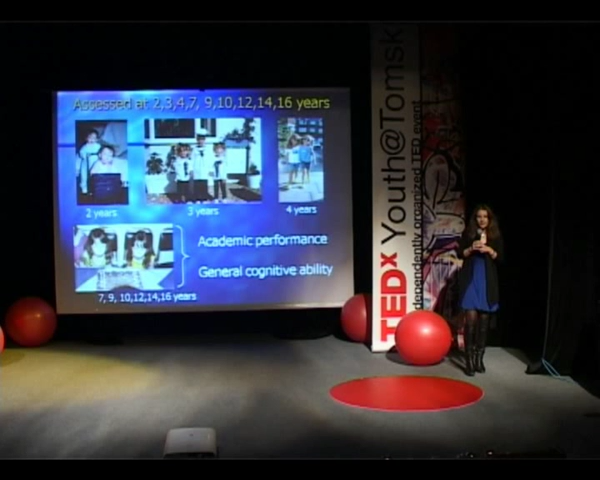 Assessed at 2,3,4,7, 9,10,12,14,16 years
2 years
3 years
4 years
Academic performance
General cognitive ability
7, 9, 10,12,14,16 years
TEDx Youth@Tomsk
dependently organized TED event